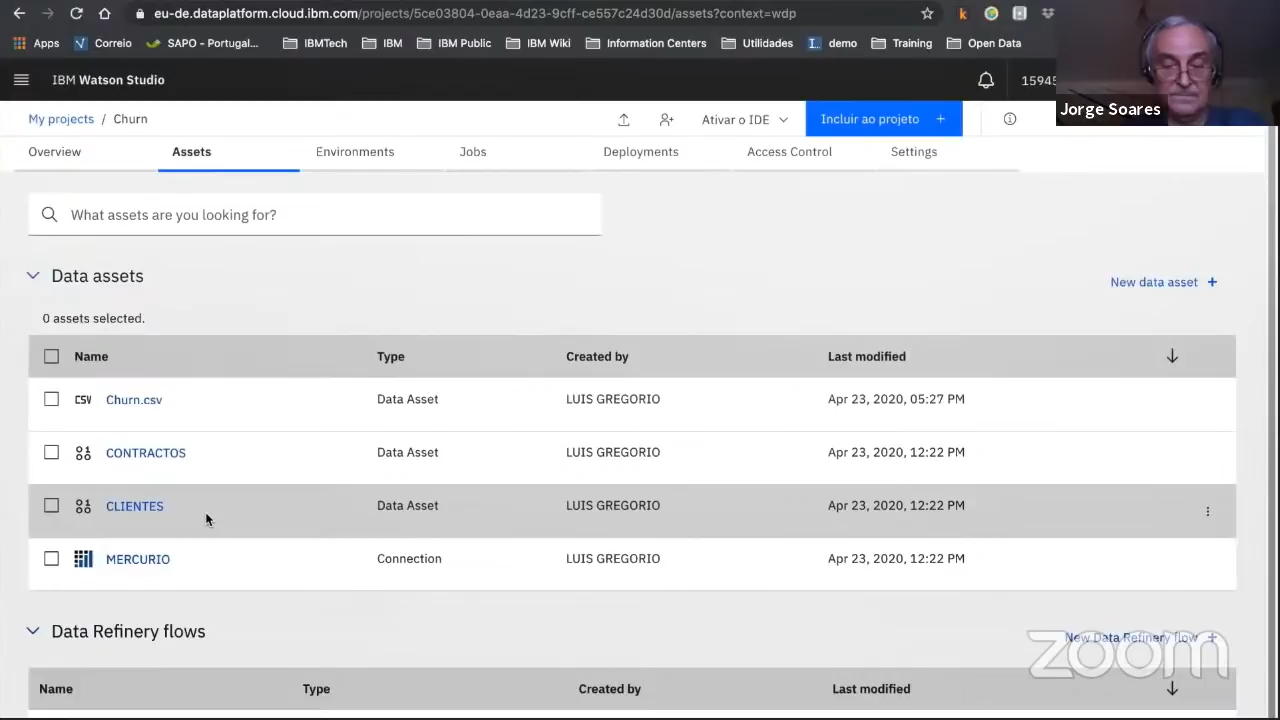 eu-de.dataplatform.cloud.ibm.com/projects/5ce03804-0eaa-4d23-9cff-ce557c24d30d/assets?context=wdp
Apps Correio SAPO - Portugal... IBMTech IBM IBM Public IBM Wiki Information Centers Utilidades demo Training Open Data
IBM Watson Studio 15945
Jorge Soares
My projects / Churn Ativar o IDE Incluir ao projeto +
Overview Assets Environments Jobs Deployments Access Control Settings
What assets are you looking for?
Data assets
New data asset +
0 assets selected.
Name Type Created by Last modified
CSV Churn.csv Data Asset LUIS GREGORIO Apr 23, 2020, 05:27 PM
CONTRACTOS Data Asset LUIS GREGORIO Apr 23, 2020, 12:22 PM
CLIENTES Data Asset LUIS GREGORIO Apr 23, 2020, 12:22 PM
MERCURIO Connection LUIS GREGORIO Apr 23, 2020, 12:22 PM
Data Refinery flows
New Data Refinery flow +
zoom
Name Type Created by Last modified